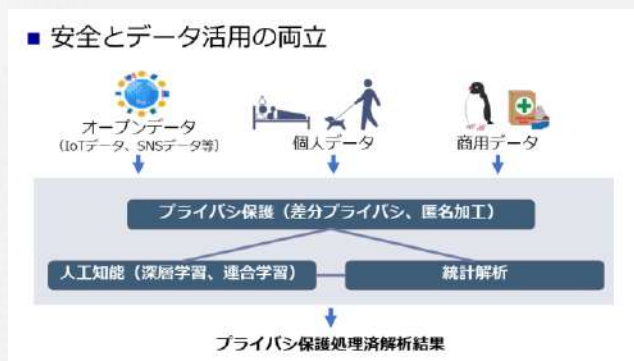 ■ 安全とデータ活用の両立
オープンデータ
(IoTデータ、SNSデータ等)
個人データ
商用データ
プライバシ保護（差分プライバシ、匿名加工）
人工知能（深層学習、連合学習）
統計解析
プライバシ保護処理済解析結果